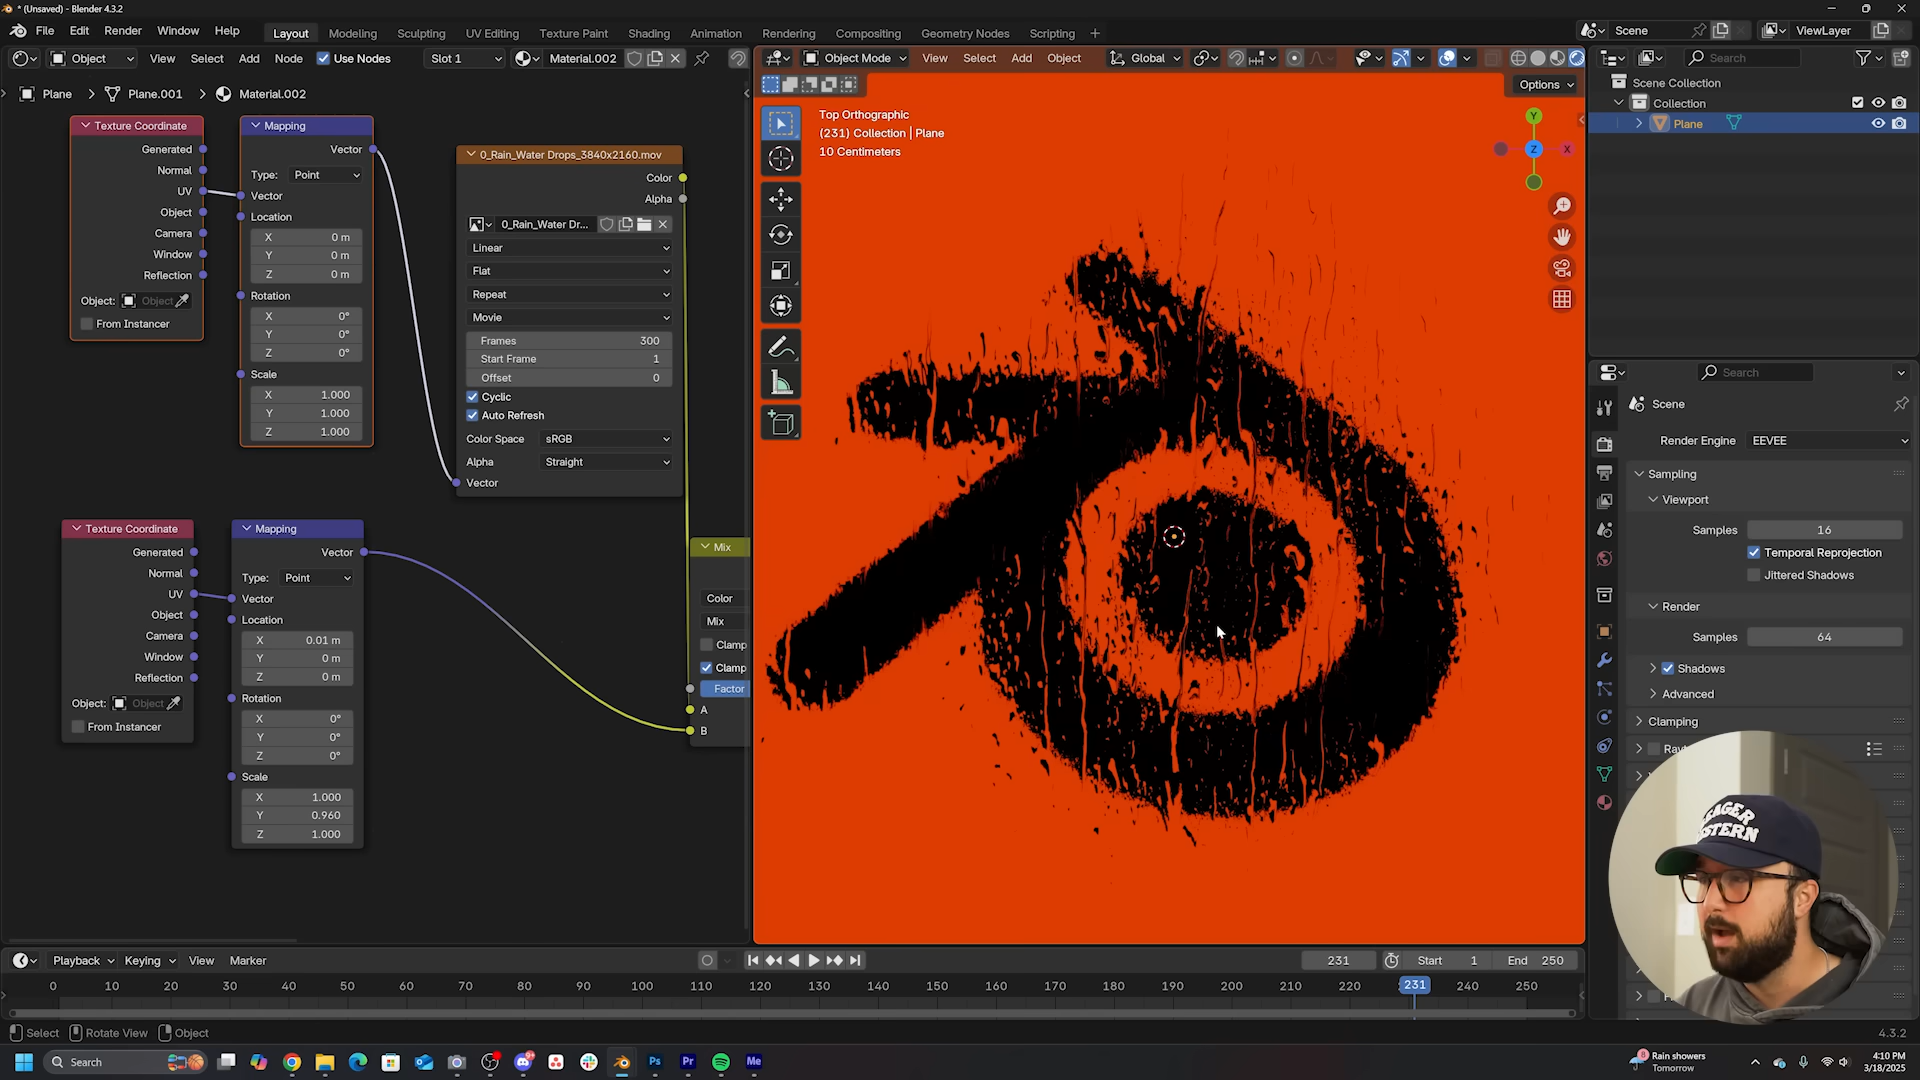 * (Unsaved) - Blender 4.3.2
File Edit Render Window Help
Layout Modeling Sculpting UV Editing Texture Paint Shading Animation Rendering Compositing Geometry Nodes Scripting +
Scene
ViewLayer
Object View Select Add Node Use Nodes Slot 1 Material.002
Object Mode View Select Add Object Global
Options
Search
Plane > Plane.001 > Material.002
Texture Coordinate
Generated
Normal
UV
Object
Camera
Window
Reflection
Object: Object
From Instancer
Mapping
Vector
Type: Point
Vector
Location
X 0 m
Y 0 m
Z 0 m
Rotation
X 0°
Y 0°
Z 0°
Scale
X 1.000
Y 1.000
Z 1.000
0_Rain_Water Drops_3840x2160.mov
Color
Alpha
0_Rain_Water Dr...
Linear
Flat
Repeat
Movie
Frames 300
Start Frame 1
Offset 0
Cyclic
Auto Refresh
Color Space sRGB
Alpha Straight
Vector
Texture Coordinate
Generated
Normal
UV
Object
Camera
Window
Reflection
Object: Object
From Instancer
Mapping
Vector
Type: Point
Vector
Location
X 0.01 m
Y 0 m
Z 0 m
Rotation
X 0°
Y 0°
Z 0°
Scale
X 1.000
Y 0.960
Z 1.000
Mix
Color
Mix
Clamp
Clamp
Factor
A
B
Top Orthographic
(231) Collection | Plane
10 Centimeters
Y
Z
X
Scene Collection
Collection
Plane
Search
Scene
Render Engine EEVEE
Sampling
Viewport
Samples 16
Temporal Reprojection
Jittered Shadows
Render
Samples 64
Shadows
Advanced
Clamping
EAGER
STERN
Playback Keying View Marker
231 Start 1 End 250
0 10 20 30 40 50 60 70 80 90 100 110 120 130 140 150 160 170 180 190 200 210 220 231 240 250
Select Rotate View Object
4.3.2
Search
Ps Pr Me
Rain showers
Tomorrow
4:10 PM
3/18/2025